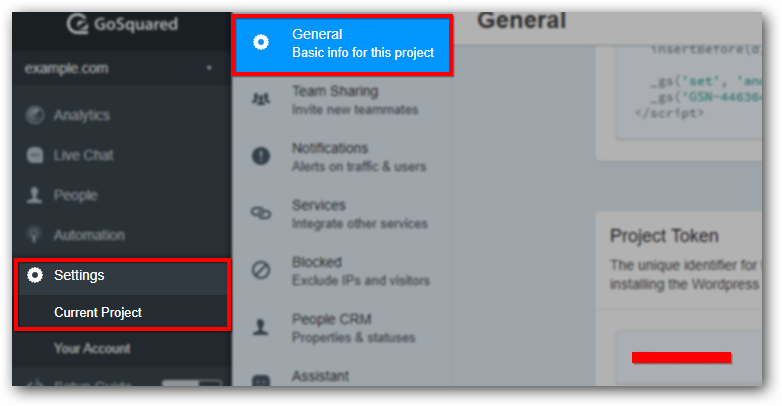 GoSquared
example.com
Analytics
Live Chat
People
Automation
Settings
Current Project
Your Account
Setup Guide
General
Basic info for this project
Team Sharing
Invite new teammates
Notifications
Alerts on traffic & users
Services
Integrate other services
Blocked
Exclude IPs and visitors
People CRM
Properties & statuses
Assistant
General
insertBefore(d
_gs('set', 'ano
_gs('GSN-446364
</script>
Project Token
The unique identifier for
installing the Wordpress